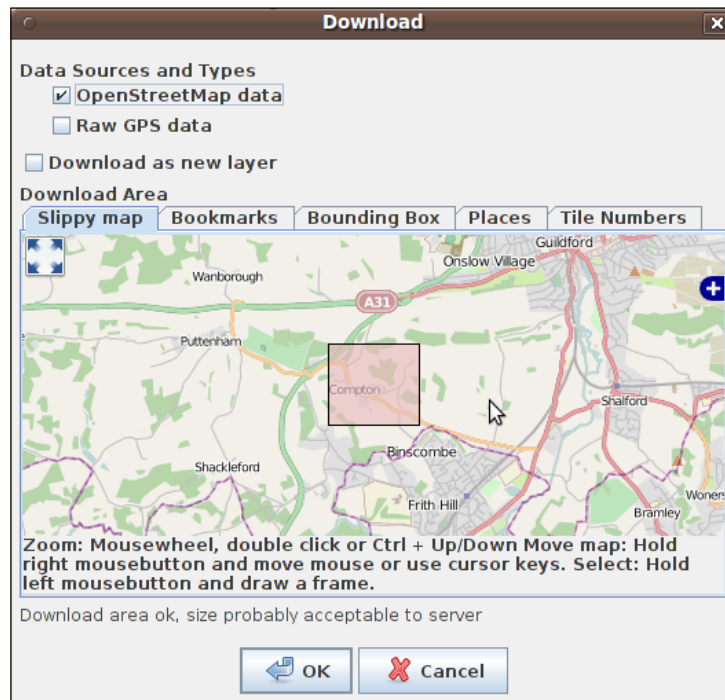 Download
Data Sources and Types
OpenStreetMap data
Raw GPS data
Download as new layer
Download Area
Slippy map Bookmarks Bounding Box Places Tile Numbers
Guildford
Onslow Village
Wanborough
A31
Puttenham
Compton
Shalford
Binscombe
Shackleford
Woners
Frith Hill
Bramley
Zoom: Mousewheel, double click or Ctrl + Up/Down Move map: Hold
right mousebutton and move mouse or use cursor keys. Select: Hold
left mousebutton and draw a frame.
Download area ok, size probably acceptable to server
OK Cancel